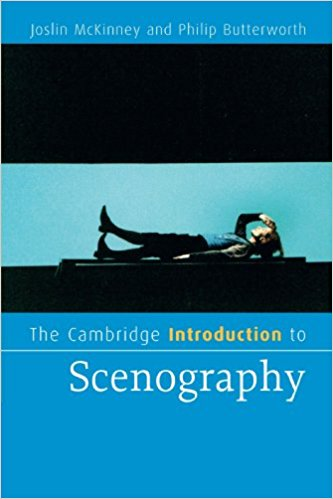 Joslin McKinney and Philip Butterworth
The Cambridge Introduction to
Scenography